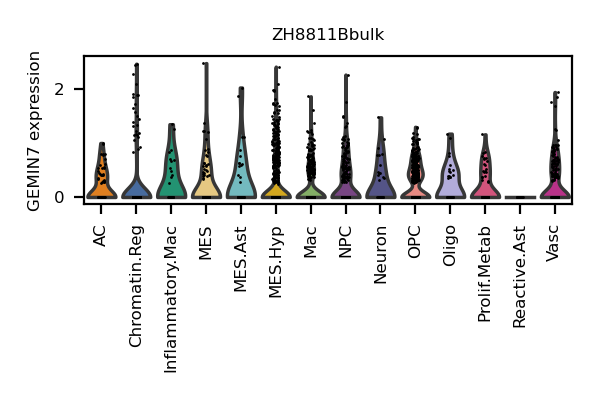 ZH8811Bbulk
GEMIN7 expression
2
0
AC
Chromatin.Reg
Inflammatory.Mac
MES
MES.Ast
MES.Hyp
Mac
NPC
Neuron
OPC
Oligo
Prolif.Metab
Reactive.Ast
Vasc